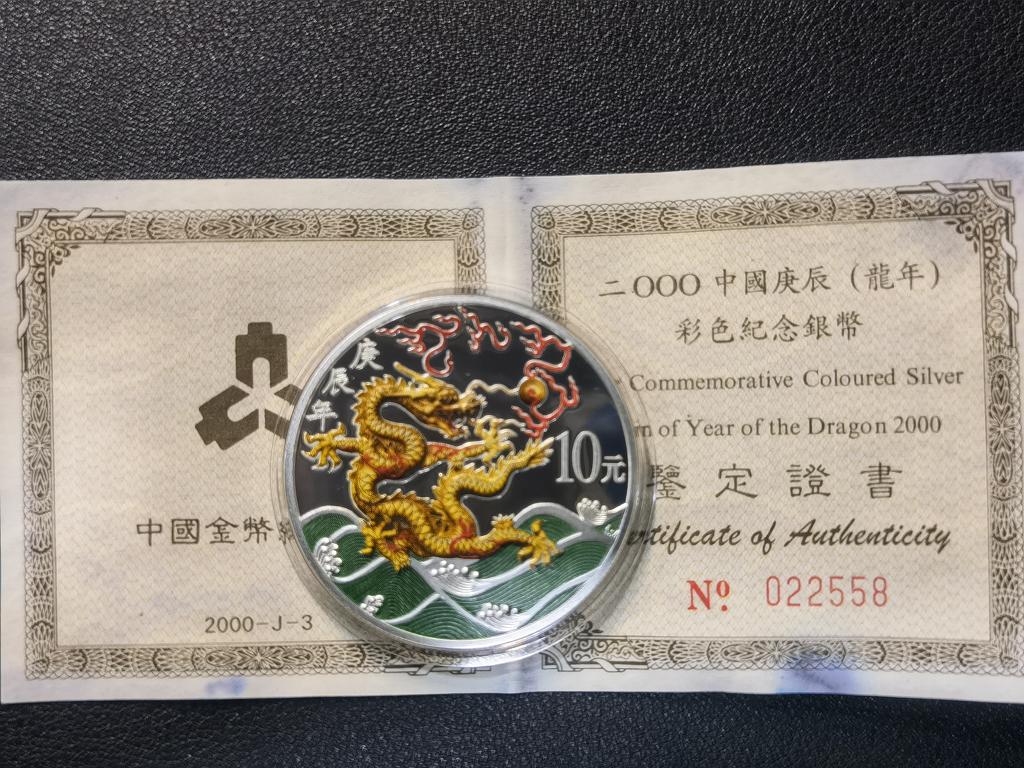 中國金幣
2000-J-3
庚辰年
10元
二OOO 中國庚辰（龍年）
彩色紀念銀幣
Commemorative Coloured Silver
of Year of the Dragon 2000
鑒定證書
of Authenticity
Nº 022558